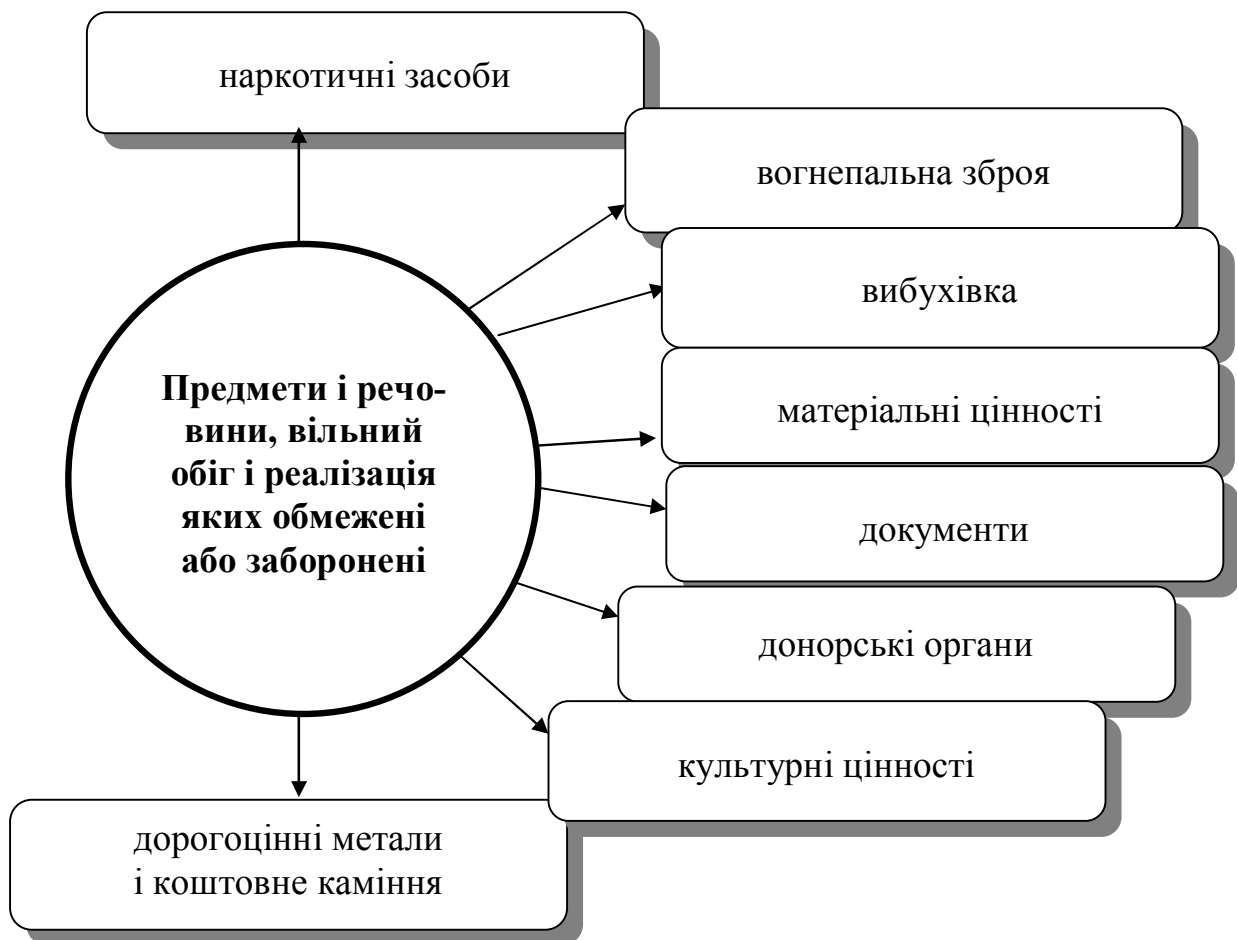 наркотичні засоби
вогнепальна зброя
вибухівка
Предмети і речо-
вини, вільний
обіг і реалізація
яких обмежені
або заборонені
матеріальні цінності
документи
донорські органи
культурні цінності
дорогоцінні метали
і коштовне каміння